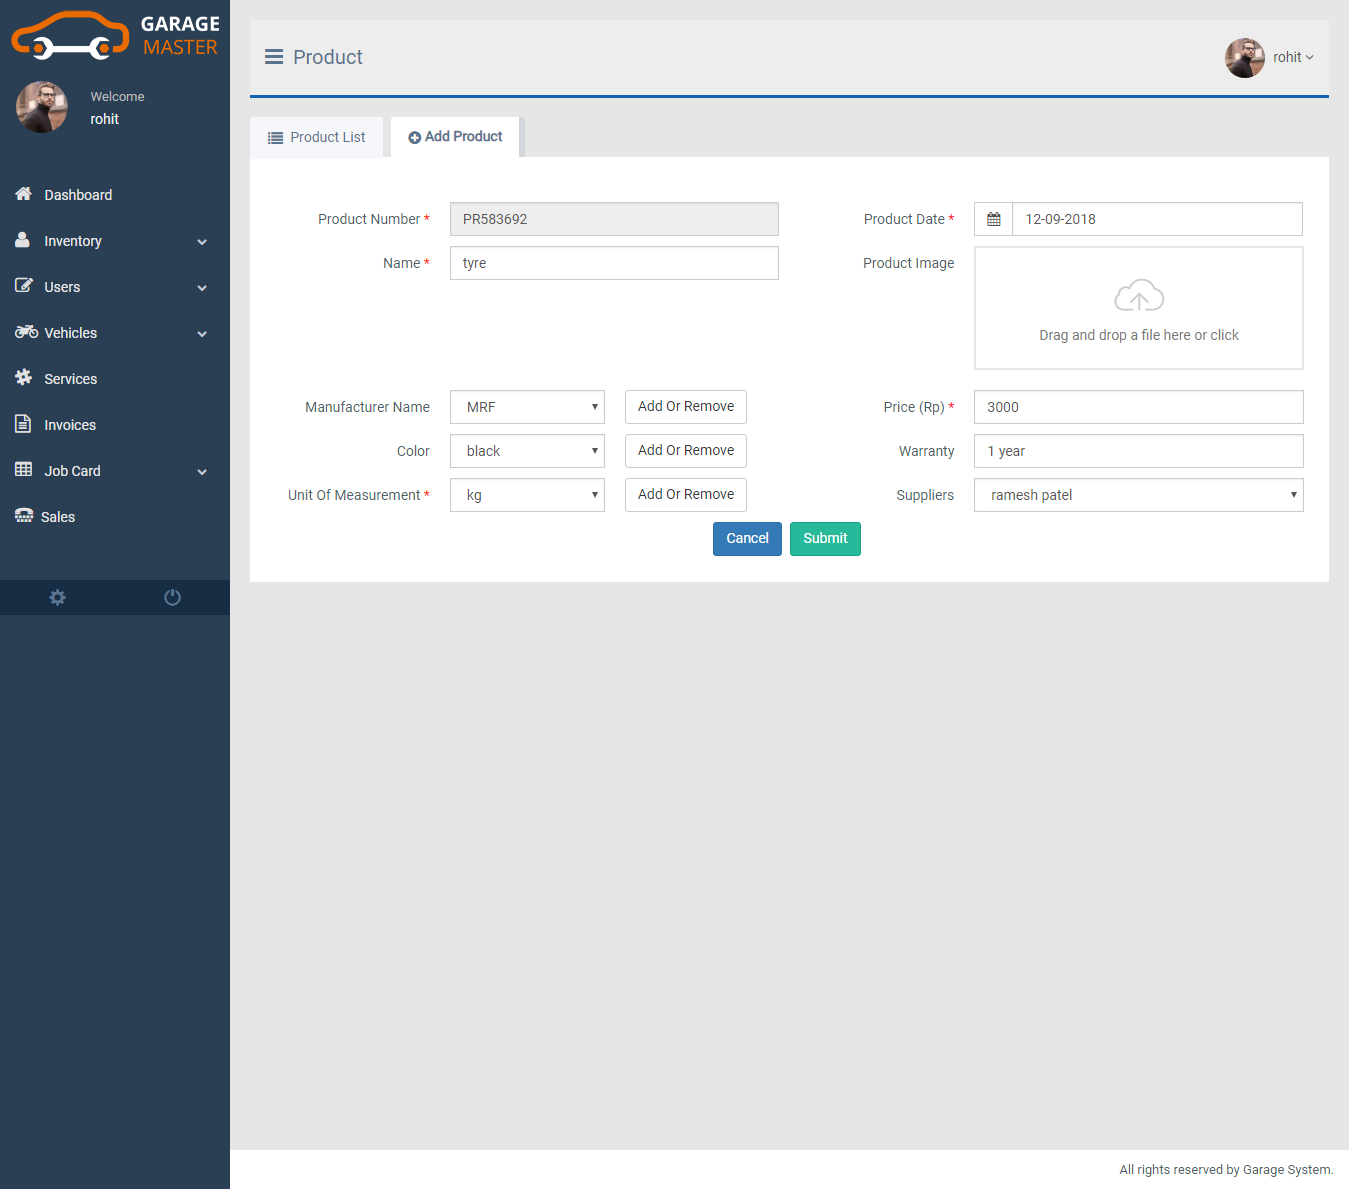 GARAGE
MASTER
Welcome
rohit
Dashboard
Inventory
Users
Vehicles
Services
Invoices
Job Card
Sales
Product
rohit
Product List
Add Product
Product Number * PR583692
Product Date * 12-09-2018
Name * tyre
Product Image
Drag and drop a file here or click
Manufacturer Name MRF Add Or Remove
Price (Rp) * 3000
Color black Add Or Remove
Warranty 1 year
Unit Of Measurement * kg Add Or Remove
Suppliers ramesh patel
Cancel Submit
All rights reserved by Garage System.